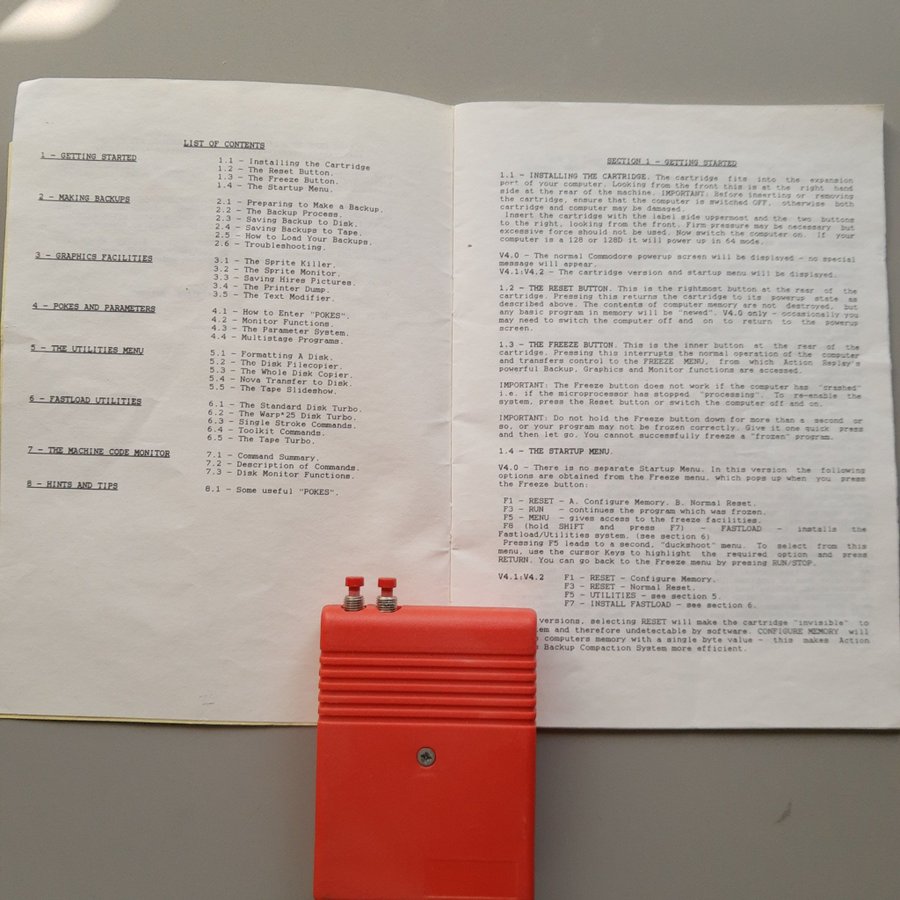 LIST OF CONTENTS
1 - GETTING STARTED
1.1 - Installing the Cartridge
1.2 - The Reset Button.
1.3 - The Freeze Button.
1.4 - The Startup Menu.
2 - MAKING BACKUPS
2.1 - Preparing to Make a Backup.
2.2 - The Backup Process.
2.3 - Saving Backup to Disk.
2.4 - Saving Backups to Tape.
2.5 - How to Load Your Backups.
2.6 - Troubleshooting.
3 - GRAPHICS FACILITIES
3.1 - The Sprite Killer.
3.2 - The Sprite Monitor.
3.3 - Saving Hires Pictures.
3.4 - The Printer Dump.
3.5 - The Text Modifier.
4 - POKES AND PARAMETERS
4.1 - How to Enter "POKES".
4.2 - Monitor Functions.
4.3 - The Parameter System.
4.4 - Multistage Programs.
5 - THE UTILITIES MENU
5.1 - Formatting A Disk.
5.2 - The Disk Filecopier.
5.3 - The Whole Disk Copier.
5.4 - Nova Transfer to Disk.
5.5 - The Tape Slideshow.
6 - FASTLOAD UTILITIES
6.1 - The Standard Disk Turbo.
6.2 - The Warp*25 Disk Turbo.
6.3 - Single Stroke Commands.
6.4 - Toolkit Commands.
6.5 - The Tape Turbo.
7 - THE MACHINE CODE MONITOR
7.1 - Command Summary.
7.2 - Description of Commands.
7.3 - Disk Monitor Functions.
8 - HINTS AND TIPS
8.1 - Some useful "POKES".
SECTION 1 - GETTING STARTED
1.1 - INSTALLING THE CARTRIDGE. The cartridge fits into the expansion
port of your computer. Looking from the front this is at the right hand
side at the rear of the machine. IMPORTANT: Before inserting or removing
the cartridge, ensure that the computer is switched OFF, otherwise both
cartridge and computer may be damaged.
Insert the cartridge with the label side uppermost and the two buttons
to the right, looking from the front. Firm pressure may be necessary but
excessive force should not be used. Now switch the computer on. If your
computer is a 128 or 128D it will power up in 64 mode.
V4.0 - The normal Commodore powerup screen will be displayed - no special
message will appear.
V4.1:V4.2 - The cartridge version and startup menu will be displayed.
1.2 - THE RESET BUTTON. This is the rightmost button at the rear of the
cartridge. Pressing this returns the cartridge to its powerup state as
described above. The contents of computer memory are not destroyed, but
any basic program in memory will be "newed". V4.0 only - occasionally you
may need to switch the computer off and on to return to the powerup
screen.
1.3 - THE FREEZE BUTTON. This is the inner button at the rear of the
cartridge. Pressing this interrupts the normal operation of the computer
and transfers control to the FREEZE MENU, from which Action Replay's
powerful Backup, Graphics and Monitor functions are accessed.
IMPORTANT: The Freeze button does not work if the computer has "crashed"
i.e. if the microprocessor has stopped "processing". To re-enable the
system, press the Reset button or switch the computer off and on.
IMPORTANT: Do not hold the Freeze button down for more than a second or
so, or your program may not be frozen correctly. Give it one quick press
and then let go. You cannot successfully freeze a "frozen" program.
1.4 - THE STARTUP MENU.
V4.0 - There is no separate Startup Menu. In this version the following
options are obtained from the Freeze menu, which pops up when you press
the Freeze button:
F1 - RESET - A. Configure Memory. B. Normal Reset.
F3 - RUN - continues the program which was frozen.
F5 - MENU - gives access to the freeze facilities.
F8 (hold SHIFT and press F7) - FASTLOAD - installs the
Fastload/Utilities system. (see section 6)
Pressing F5 leads to a second, "duckshoot" menu. To select from this
menu, use the cursor Keys to highlight the required option and press
RETURN. You can go back to the Freeze menu by pressing RUN/STOP.
V4.1:V4.2 F1 - RESET - Configure Memory.
F3 - RESET - Normal Reset.
F5 - UTILITIES - see section 5.
F7 - INSTALL FASTLOAD - see section 6.
versions, selecting RESET will make the cartridge "invisible" to
and therefore undetectable by software. CONFIGURE MEMORY will
computers memory with a single byte value - this makes Action
Backup Compaction System more efficient.